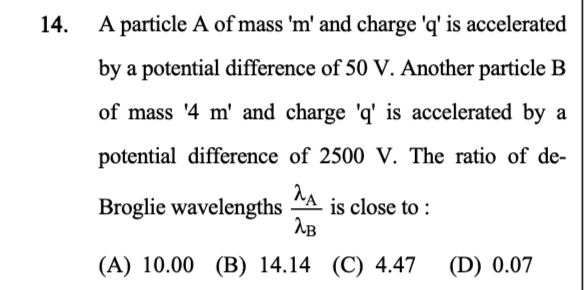 14. A particle A of mass 'm' and charge 'q' is accelerated
by a potential difference of 50 V. Another particle B
of mass '4 m' and charge 'q' is accelerated by a
potential difference of 2500 V. The ratio of de-
Broglie wavelengths λA/λB is close to :
(A) 10.00 (B) 14.14 (C) 4.47 (D) 0.07